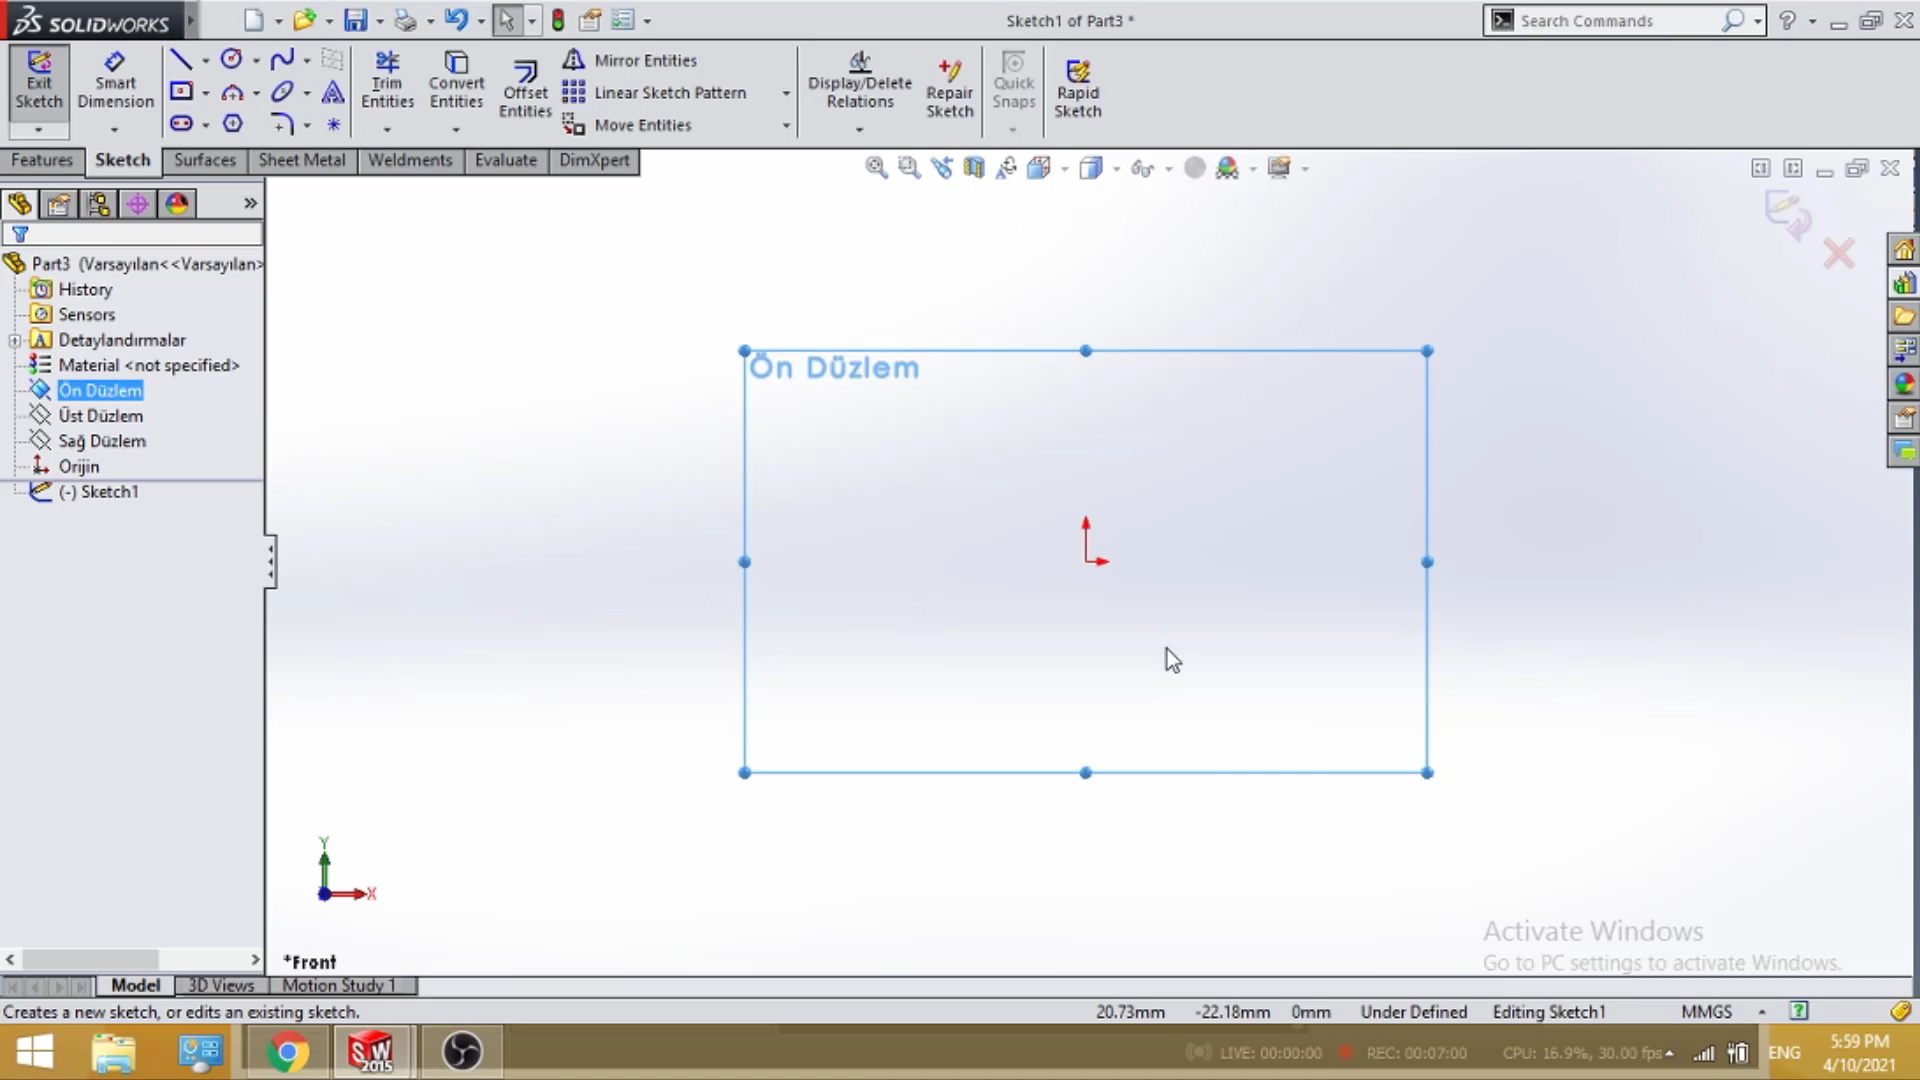 SOLIDWORKS
Sketch1 of Part3 *
Search Commands
Exit Sketch
Smart Dimension
Trim Entities
Convert Entities
Offset Entities
Mirror Entities
Linear Sketch Pattern
Move Entities
Display/Delete Relations
Repair Sketch
Quick Snaps
Rapid Sketch
Features
Sketch
Surfaces
Sheet Metal
Weldments
Evaluate
DimXpert
Part3 (Varsayılan<<Varsayılan>
History
Sensors
Detaylandırmalar
Material <not specified>
Ön Düzlem
Üst Düzlem
Sağ Düzlem
Orijin
(-) Sketch1
Ön Düzlem
Y
X
*Front
Activate Windows
Go to PC settings to activate Windows.
Model
3D Views
Motion Study 1
Creates a new sketch, or edits an existing sketch.
20.73mm
-22.18mm
0mm
Under Defined
Editing Sketch1
MMGS
SW 2015
LIVE: 00:00:00
REC: 00:07:00
CPU: 16.9%, 30.00 fps
ENG
5:59 PM
4/10/2021